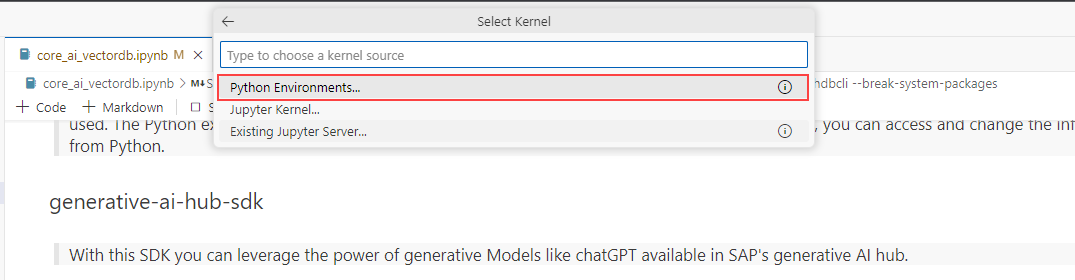 Select Kernel
core_ai_vectordb.ipynb M
Type to choose a kernel source
core_ai_vectordb.ipynb > M↓ S
Python Environments...
hdbcli --break-system-packages
+ Code + Markdown
Jupyter Kernel...
Existing Jupyter Server...
used. The Python ex
, you can access and change the inf
from Python.
generative-ai-hub-sdk
With this SDK you can leverage the power of generative Models like chatGPT available in SAP's generative AI hub.